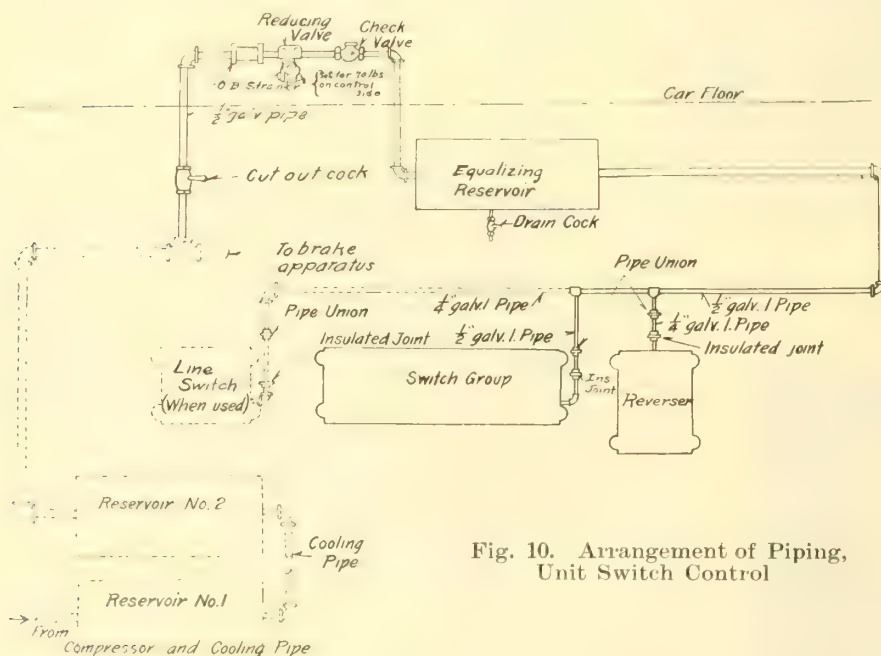 Reducing
Valve
Check
Valve
O B Strainer
Set for 70 lbs
on control
side
Car Floor
1/2" galv pipe
Cut out cock
Equalizing
Reservoir
Drain Cock
To brake
apparatus
Pipe Union
Pipe Union
1/4" galv. I Pipe
1/2" galv. I. Pipe
1/4" galv. I. Pipe
1/2" galv. I Pipe
Insulated Joint
Insulated joint
Line
Switch
(When used)
Switch Group
Ins
Joint
Reverser
Reservoir No. 2
Cooling
Pipe
Reservoir No.1
From
Compressor and Cooling Pipe
Fig. 10. Arrangement of Piping,
Unit Switch Control